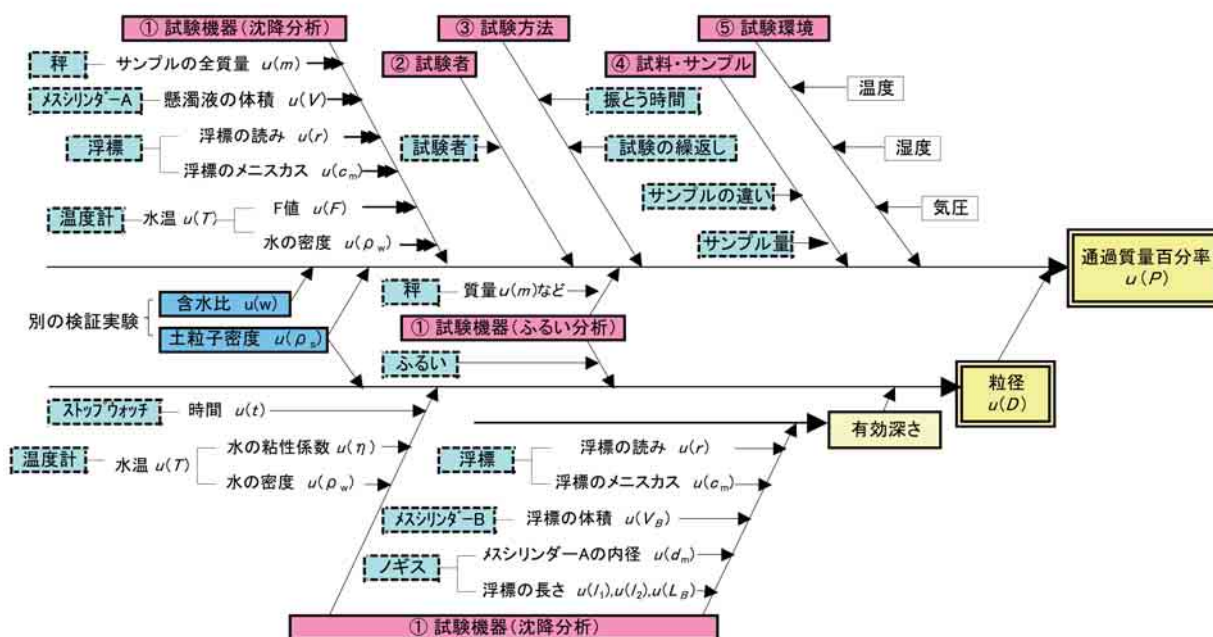 ① 試験機器(沈降分析)
③ 試験方法
⑤ 試験環境
② 試験者
④ 試料・サンプル
秤 サンプルの全質量 u(m)
メスシリンダーA 懸濁液の体積 u(V)
浮標 浮標の読み u(r)
浮標のメニスカス u(cm)
温度計 水温 u(T) F値 u(F)
水の密度 u(ρw)
試験者
振とう時間
試験の繰返し
サンプルの違い
サンプル量
温度
湿度
気圧
通過質量百分率
u(P)
別の検証実験
含水比 u(w)
土粒子密度 u(ρs)
秤 質量u(m)など
① 試験機器(ふるい分析)
ふるい
粒径
u(D)
ストップウォッチ 時間 u(t)
温度計 水温 u(T) 水の粘性係数 u(η)
水の密度 u(ρw)
有効深さ
浮標 浮標の読み u(r)
浮標のメニスカス u(cm)
メスシリンダーB 浮標の体積 u(VB)
ノギス メスシリンダーAの内径 u(dm)
浮標の長さ u(l1),u(l2),u(LB)
① 試験機器(沈降分析)